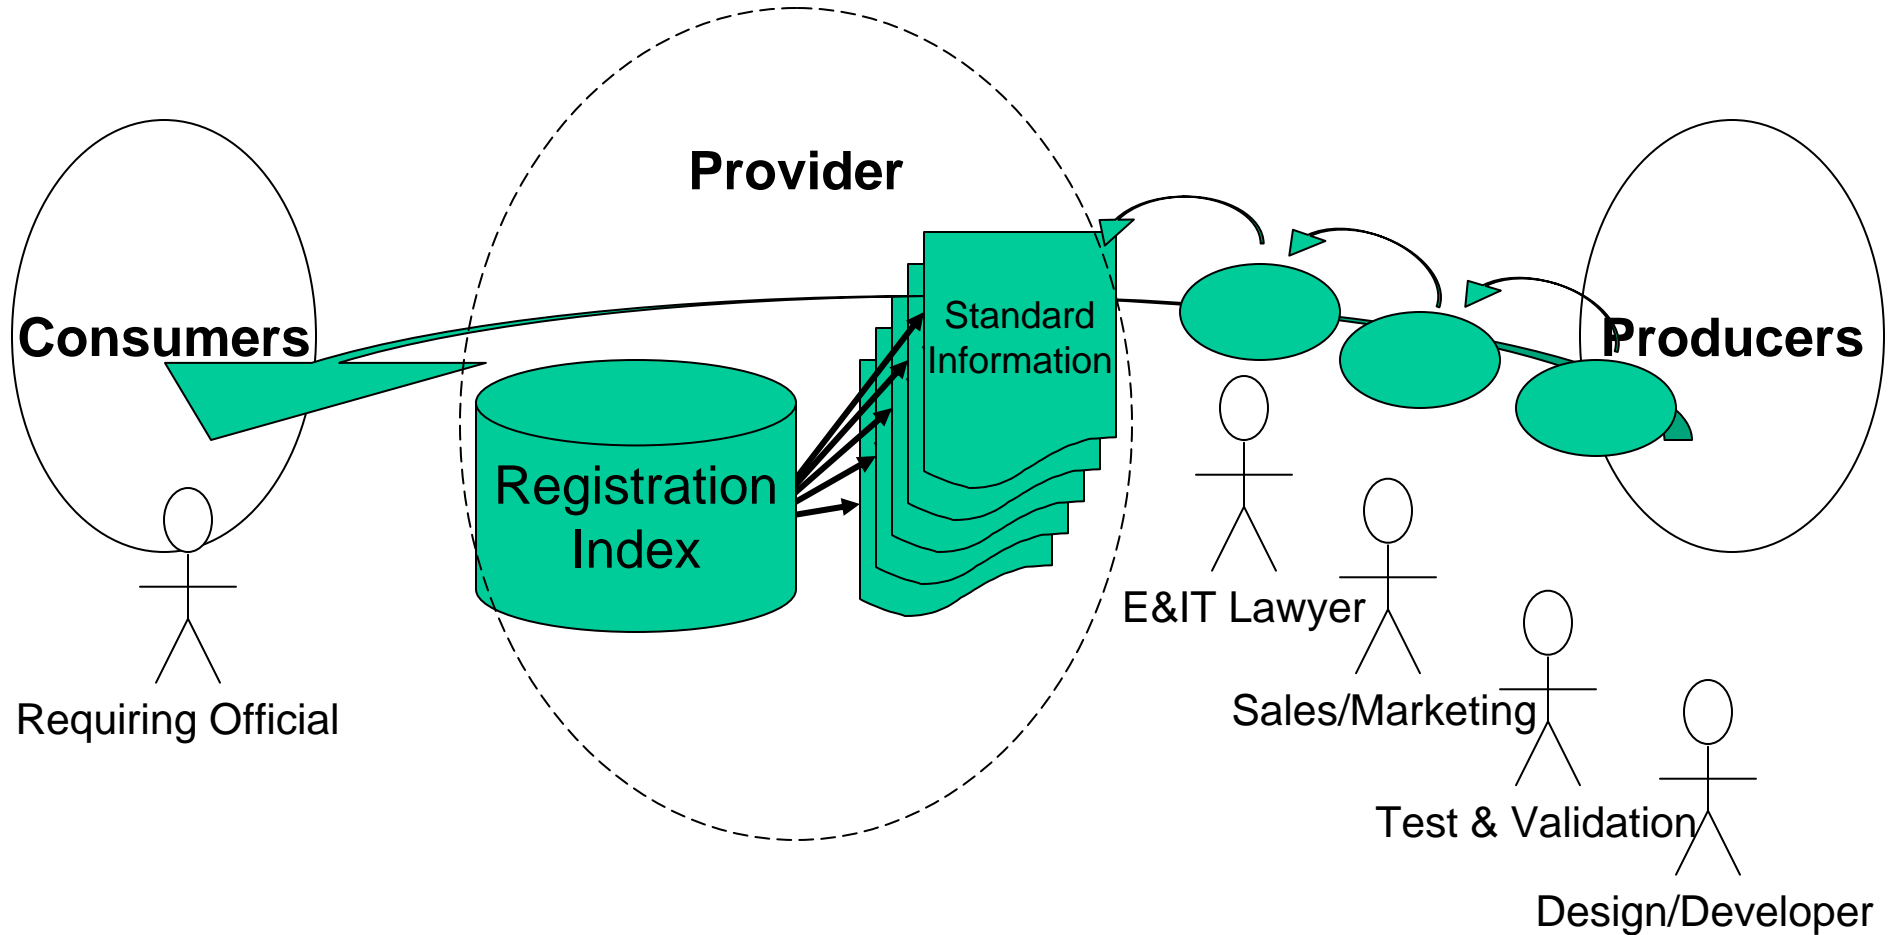 Provider
Consumers
Standard
Information
Producers
Registration
Index
E&IT Lawyer
Requiring Official
Sales/Marketing
Test & Validation
Design/Developer